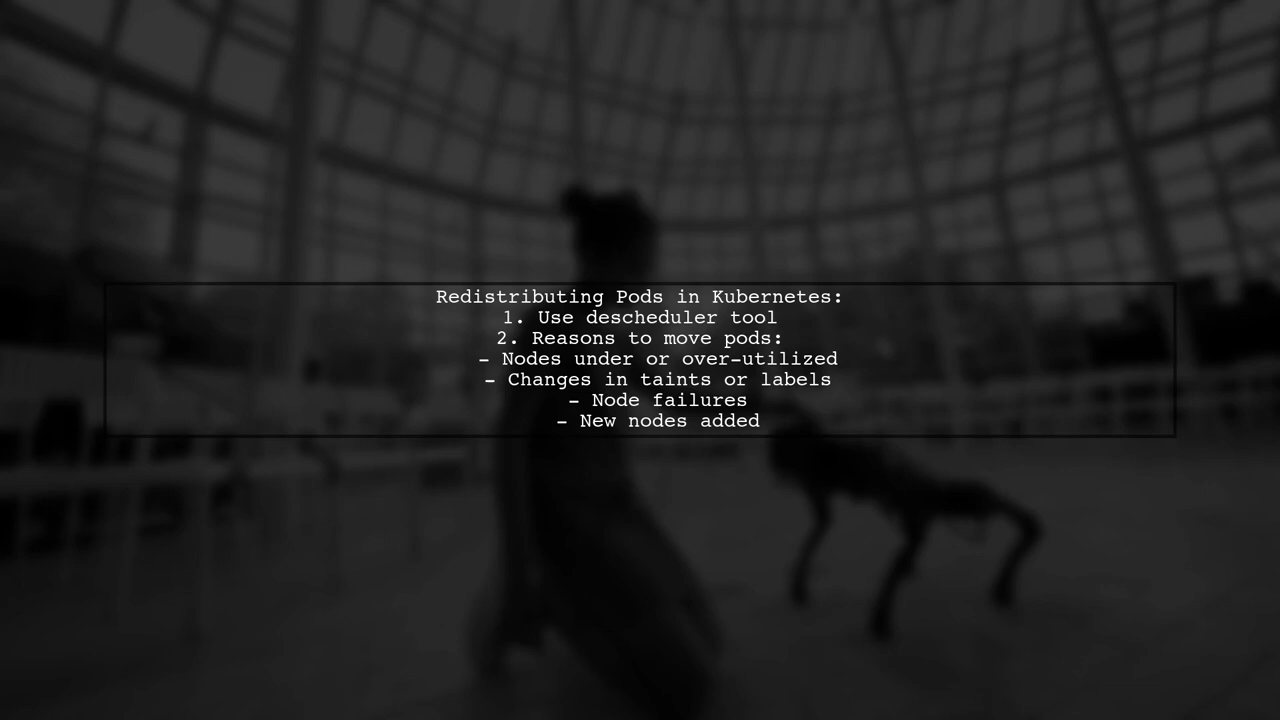 Redistributing Pods in Kubernetes:
1. Use descheduler tool
2. Reasons to move pods:
- Nodes under or over-utilized
- Changes in taints or labels
- Node failures
- New nodes added